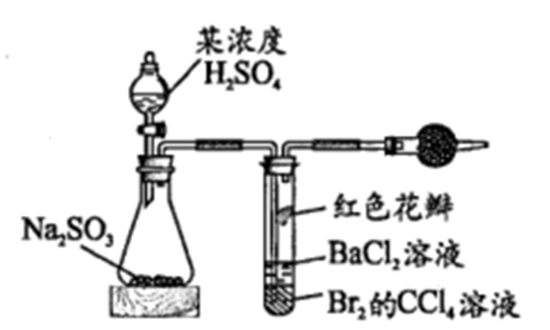 某浓度
H₂SO₄
Na₂SO₃
红色花瓣
BaCl₂溶液
Br₂的CCl₄溶液